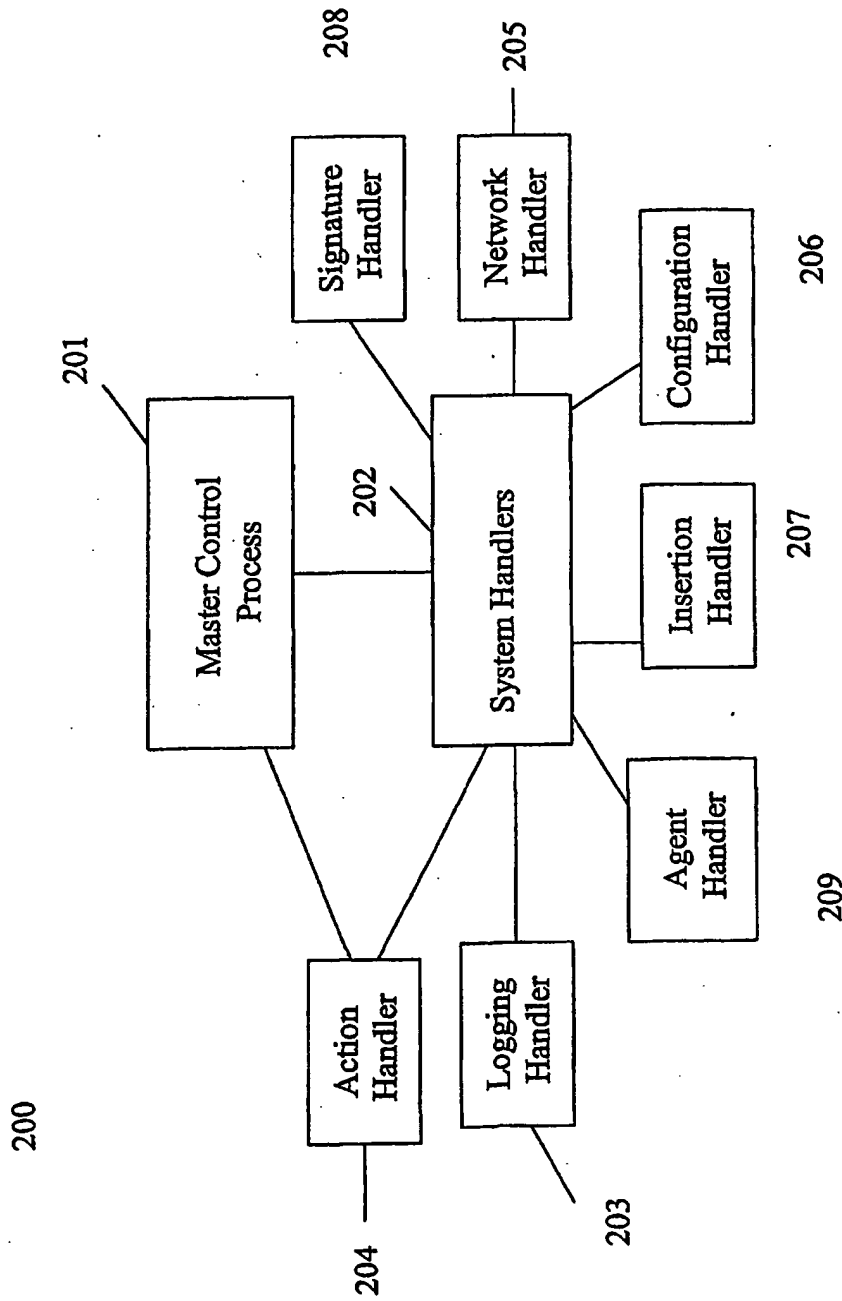 200
201
Master Control
Process
208
Signature
Handler
204
Action
Handler
202
System Handlers
205
Network
Handler
203
Logging
Handler
209
Agent
Handler
207
Insertion
Handler
206
Configuration
Handler